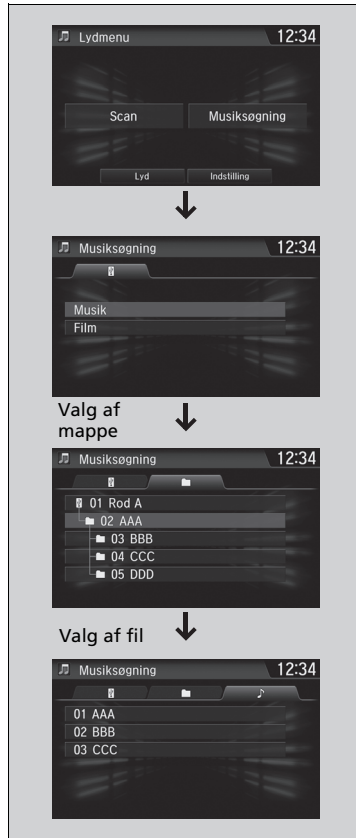 Lydmenu 12:34
Scan Musiksøgning
Lyd Indstilling
Musiksøgning 12:34
Musik
Film
Valg af
mappe
Musiksøgning 12:34
01 Rod A
02 AAA
03 BBB
04 CCC
05 DDD
Valg af fil
Musiksøgning 12:34
01 AAA
02 BBB
03 CCC